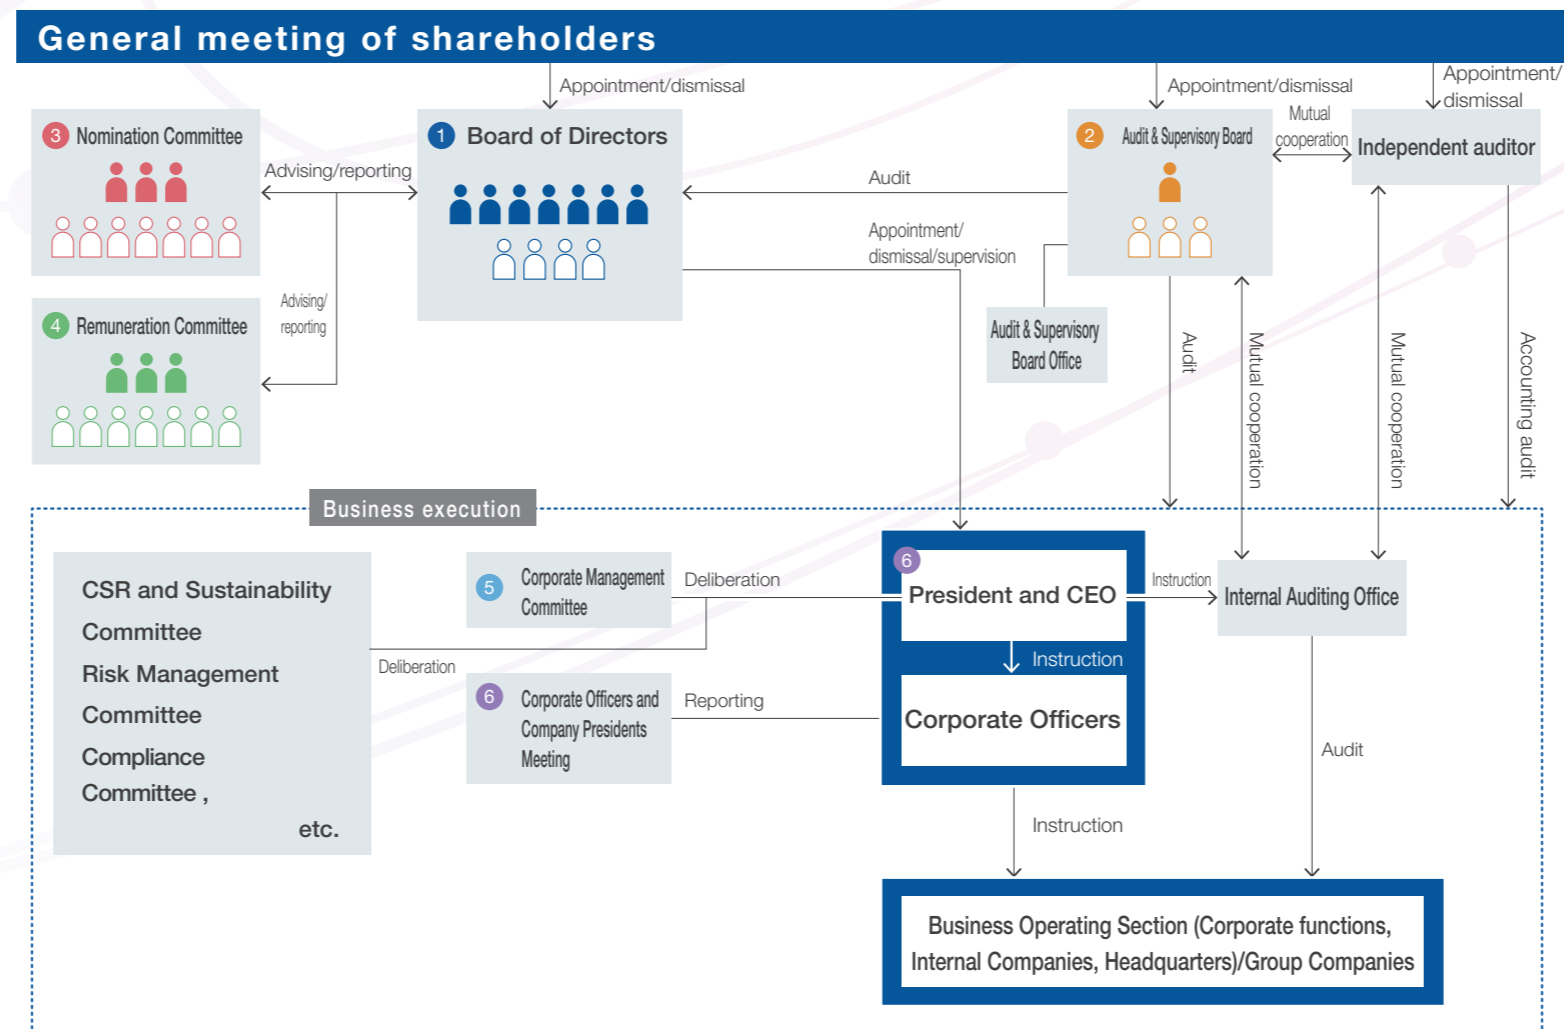 General meeting of shareholders
Appointment/dismissal
Appointment/dismissal
Appointment/
dismissal
3 Nomination Committee
Advising/reporting
1 Board of Directors
Audit
Appointment/
dismissal/supervision
2 Audit & Supervisory Board
Mutual
cooperation
Independent auditor
4 Remuneration Committee
Advising/
reporting
Audit & Supervisory
Board Office
Audit
Mutual cooperation
Mutual cooperation
Accounting audit
Business execution
CSR and Sustainability
Committee
Risk Management
Committee
Compliance
Committee ,
etc.
Deliberation
5 Corporate Management
Committee
Deliberation
6 Corporate Officers and
Company Presidents
Meeting
Reporting
6
President and CEO
Instruction
Corporate Officers
Instruction
Internal Auditing Office
Instruction
Audit
Business Operating Section (Corporate functions,
Internal Companies, Headquarters)/Group Companies